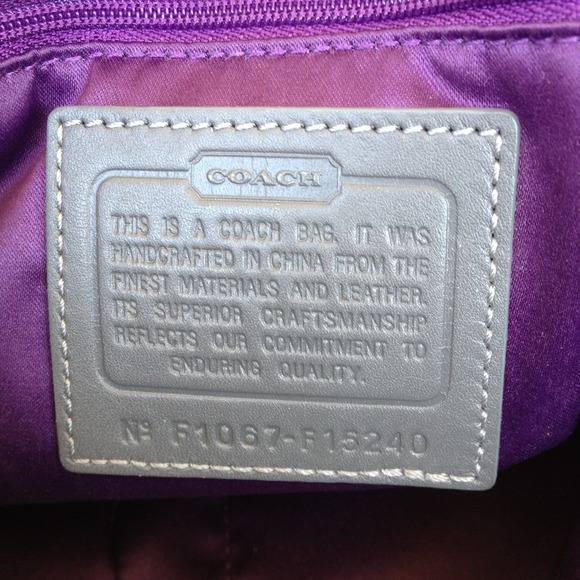 COACH
THIS IS A COACH BAG. IT WAS
HANDCRAFTED IN CHINA FROM THE
FINEST MATERIALS AND LEATHER.
ITS SUPERIOR CRAFTSMANSHIP
REFLECTS OUR COMMITMENT TO
ENDURING QUALITY.
Nº F1067-F15240